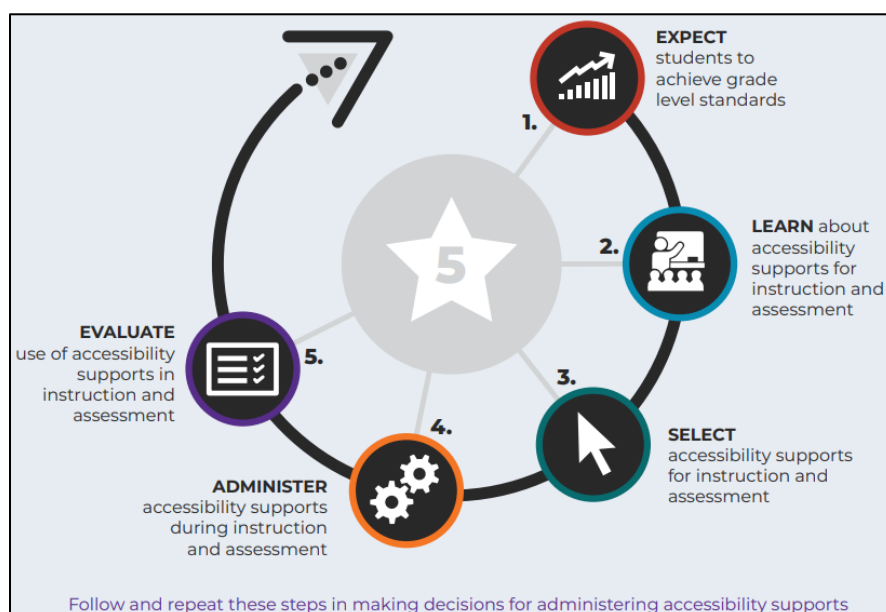 EXPECT
students to
achieve grade
level standards
1.
LEARN about
accessibility
supports for
instruction and
assessment
2.
5
EVALUATE
use of accessibility
supports in
instruction and
assessment
5.
3.
SELECT
accessibility supports
for instruction and
assessment
4.
ADMINISTER
accessibility supports
during instruction
and assessment
Follow and repeat these steps in making decisions for administering accessibility supports